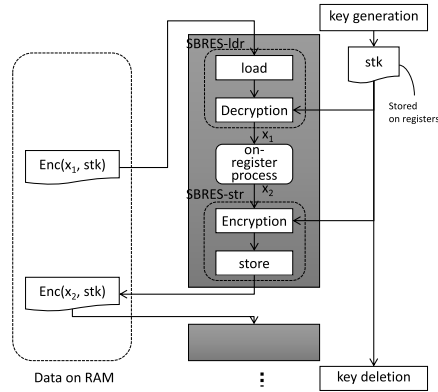 key generation
SBRES-ldr
load
stk
Stored
on registers
Decryption
x1
Enc(x1, stk)
on-
register
process
x2
SBRES-str
Encryption
store
Enc(x2, stk)
Data on RAM
key deletion